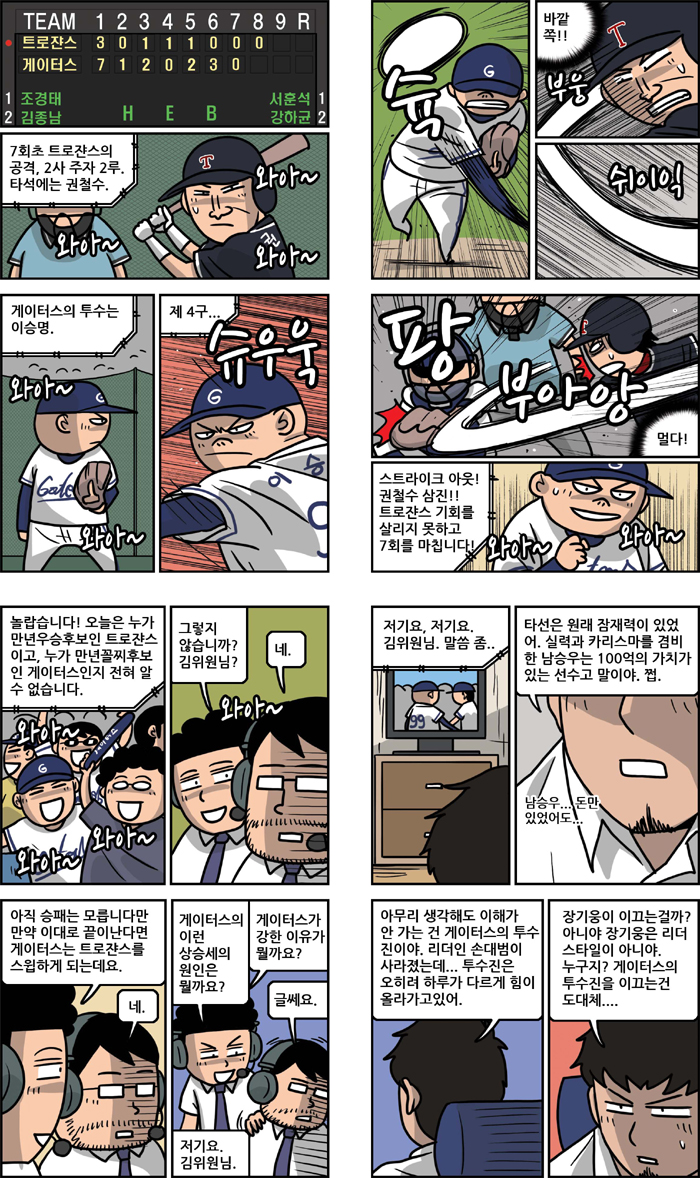 TEAM 1 2 3 4 5 6 7 8 9 R
트로쟌스 3 0 1 1 1 0 0 0
게이터스 7 1 2 0 2 3 0
1 조경태 서훈석 1
2 김종남 H E B 강하균 2
7회초 트로쟌스의
공격, 2사 주자 2루.
타석에는 권철수.
T
와아~
와아~
와아~
게이터스의 투수는
이승명.
와아~
G
와아~
제 4구...
슈우욱
G
이승
9
슉
G
바깥
쪽!!
T
부웅
쉬이익
팡
부아앙
멀다!
스트라이크 아웃!
권철수 삼진!!
트로쟌스 기회를
살리지 못하고
7회를 마칩니다!
G
와아~
와아~
놀랍습니다! 오늘은 누가
만년우승후보인 트로쟌스
이고, 누가 만년꼴찌후보
인 게이터스인지 전혀 알
수 없습니다.
와아~
게이터스
G
와아~
와아~
그렇지
않습니까?
김위원님?
네.
와아~
아직 승패는 모릅니다만
만약 이대로 끝이난다면
게이터스는 트로쟌스를
스윕하게 되는데요.
네.
게이터스의
이런
상승세의
원인은
뭘까요?
게이터스가
강한 이유가
뭘까요?
글쎄요.
저기요.
김위원님.
저기요, 저기요.
김위원님. 말씀 좀..
99
타선은 원래 잠재력이 있었
어. 실력과 카리스마를 겸비
한 남승우는 100억의 가치가
있는 선수고 말이야. 쩝.
남승우... 돈만
있었어도...
아무리 생각해도 이해가
안 가는 건 게이터스의 투수
진이야. 리더인 손대범이
사라졌는데... 투수진은
오히려 하루가 다르게 힘이
올라가고있어.
장기웅이 이끄는걸까?
아니야 장기웅은 리더
스타일이 아니야.
누구지? 게이터스의
투수진을 이끄는건
도대체....